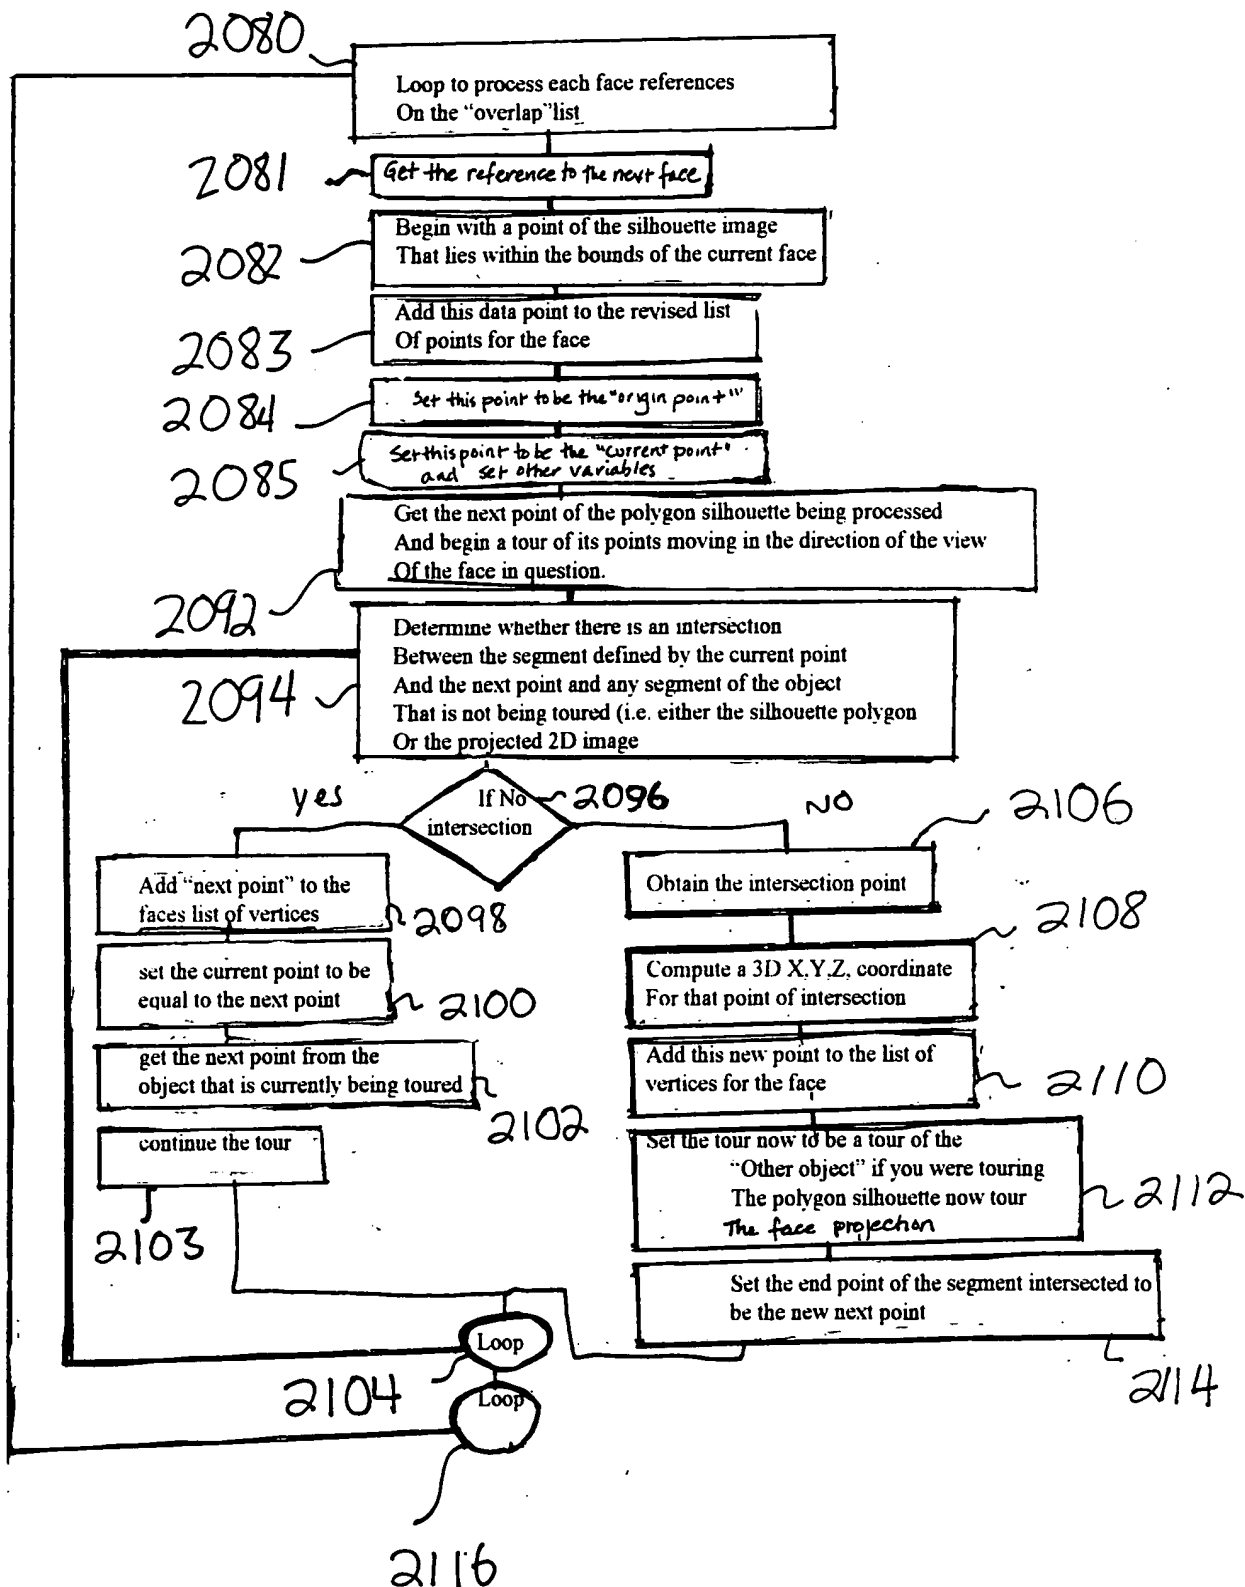 2080
Loop to process each face references
On the "overlap"list
2081
Get the reference to the next face
2082
Begin with a point of the silhouette image
That lies within the bounds of the current face
2083
Add this data point to the revised list
Of points for the face
2084
Set this point to be the "origin point"
2085
Set this point to be the "current point"
and set other variables
2092
Get the next point of the polygon silhouette being processed
And begin a tour of its points moving in the direction of the view
Of the face in question.
2094
Determine whether there is an intersection
Between the segment defined by the current point
And the next point and any segment of the object
That is not being toured (i.e. either the silhouette polygon
Or the projected 2D image
yes
If No
intersection
2096
NO
Add "next point" to the
faces list of vertices
2098
set the current point to be
equal to the next point
2100
get the next point from the
object that is currently being toured
2102
continue the tour
2103
2106
Obtain the intersection point
2108
Compute a 3D X,Y,Z, coordinate
For that point of intersection
Add this new point to the list of
vertices for the face
2110
Set the tour now to be a tour of the
"Other object" if you were touring
The polygon silhouette now tour
The face projection
2112
Set the end point of the segment intersected to
be the new next point
2114
Loop
2104
Loop
2116